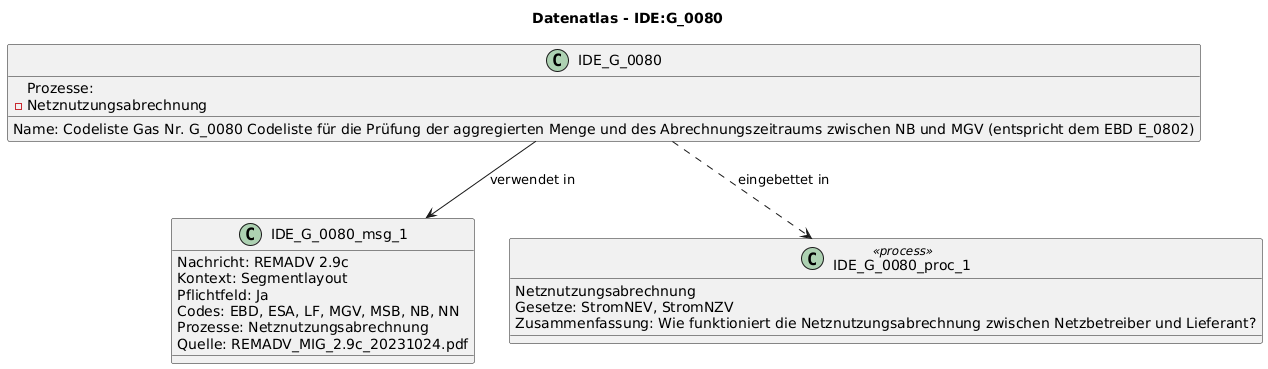 Datenatlas - IDE:G_0080
C IDE_G_0080
Prozesse:
Netznutzungsabrechnung
Name: Codeliste Gas Nr. G_0080 Codeliste für die Prüfung der aggregierten Menge und des Abrechnungszeitraums zwischen NB und MGV (entspricht dem EBD E_0802)
verwendet in
eingebettet in
C IDE_G_0080_msg_1
Nachricht: REMADV 2.9c
Kontext: Segmentlayout
Pflichtfeld: Ja
Codes: EBD, ESA, LF, MGV, MSB, NB, NN
Prozesse: Netznutzungsabrechnung
Quelle: REMADV_MIG_2.9c_20231024.pdf
«process»
C IDE_G_0080_proc_1
Netznutzungsabrechnung
Gesetze: StromNEV, StromNZV
Zusammenfassung: Wie funktioniert die Netznutzungsabrechnung zwischen Netzbetreiber und Lieferant?